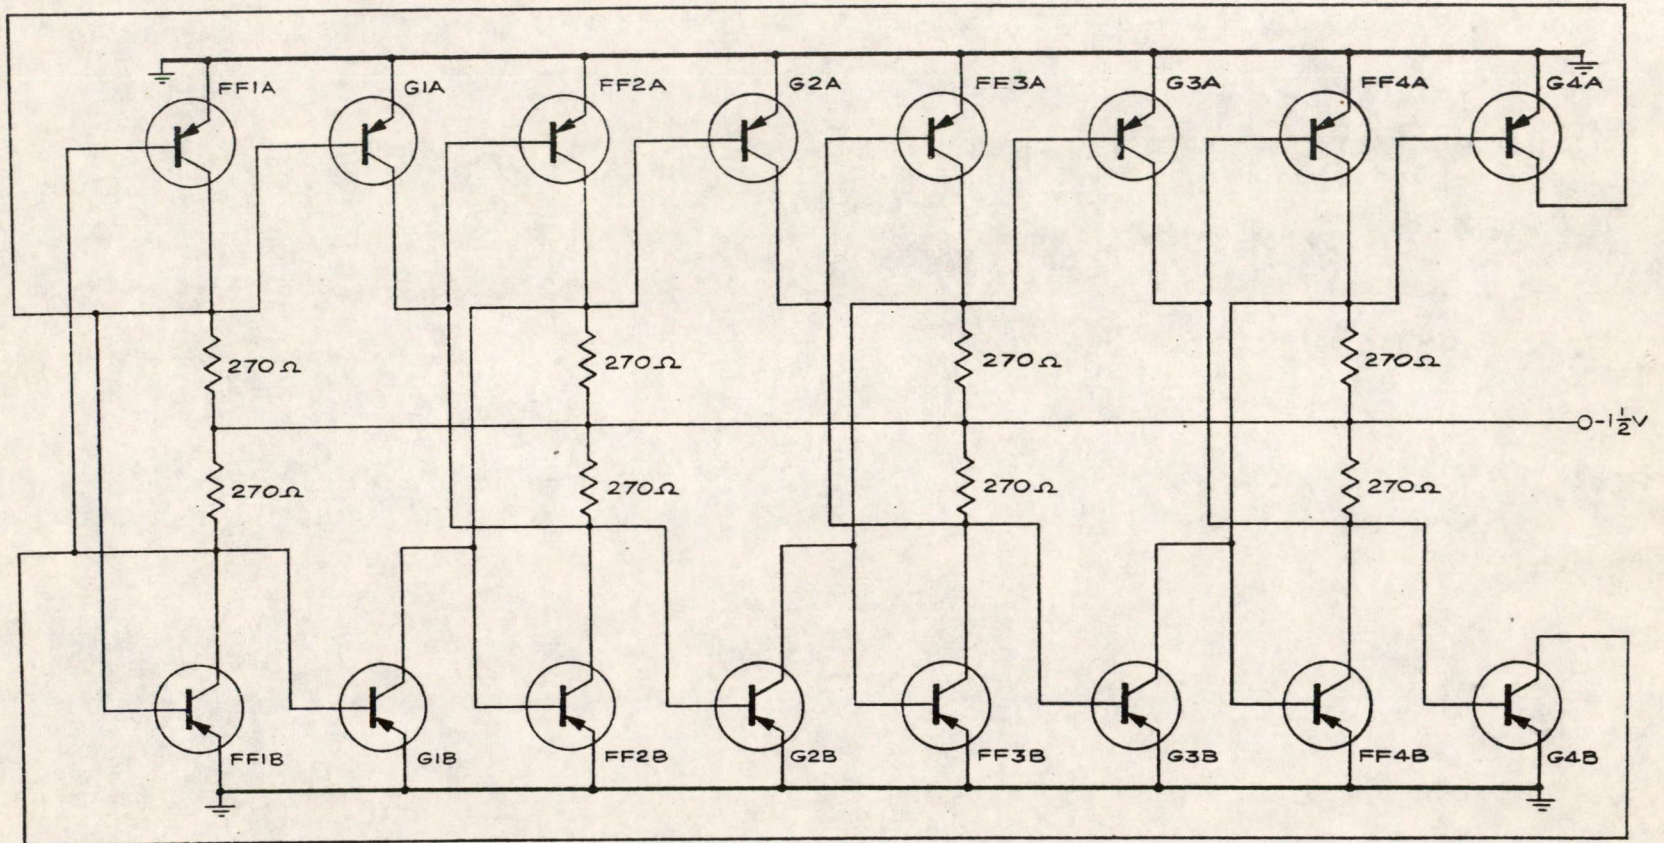 FF1A G1A FF2A G2A FF3A G3A FF4A G4A
270Ω 270Ω 270Ω 270Ω
-1½V
270Ω 270Ω 270Ω 270Ω
FF1B G1B FF2B G2B FF3B G3B FF4B G4B